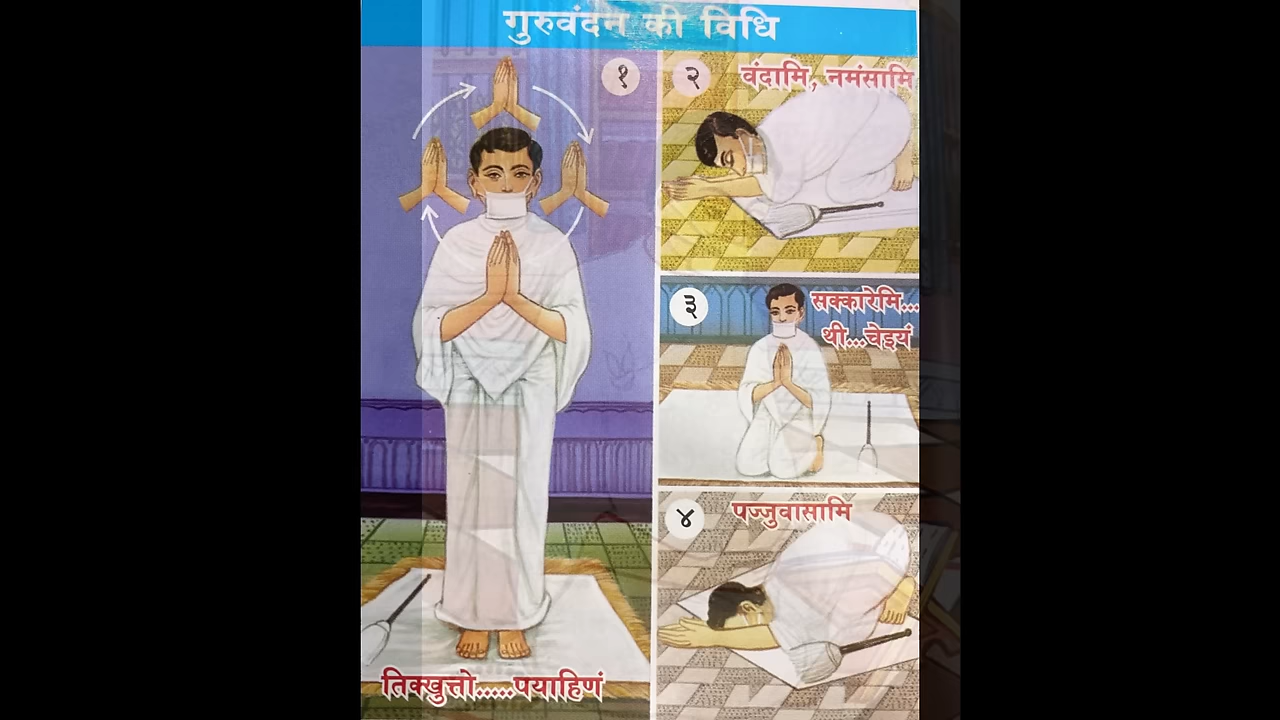 गुरुवंदन की विधि
१
तिक्खुत्तो.....पयाहिणं
२
वंदामि, नमंसामि
३
सक्कारेमि...
थी...चेइयं
४
पज्जुवासामि